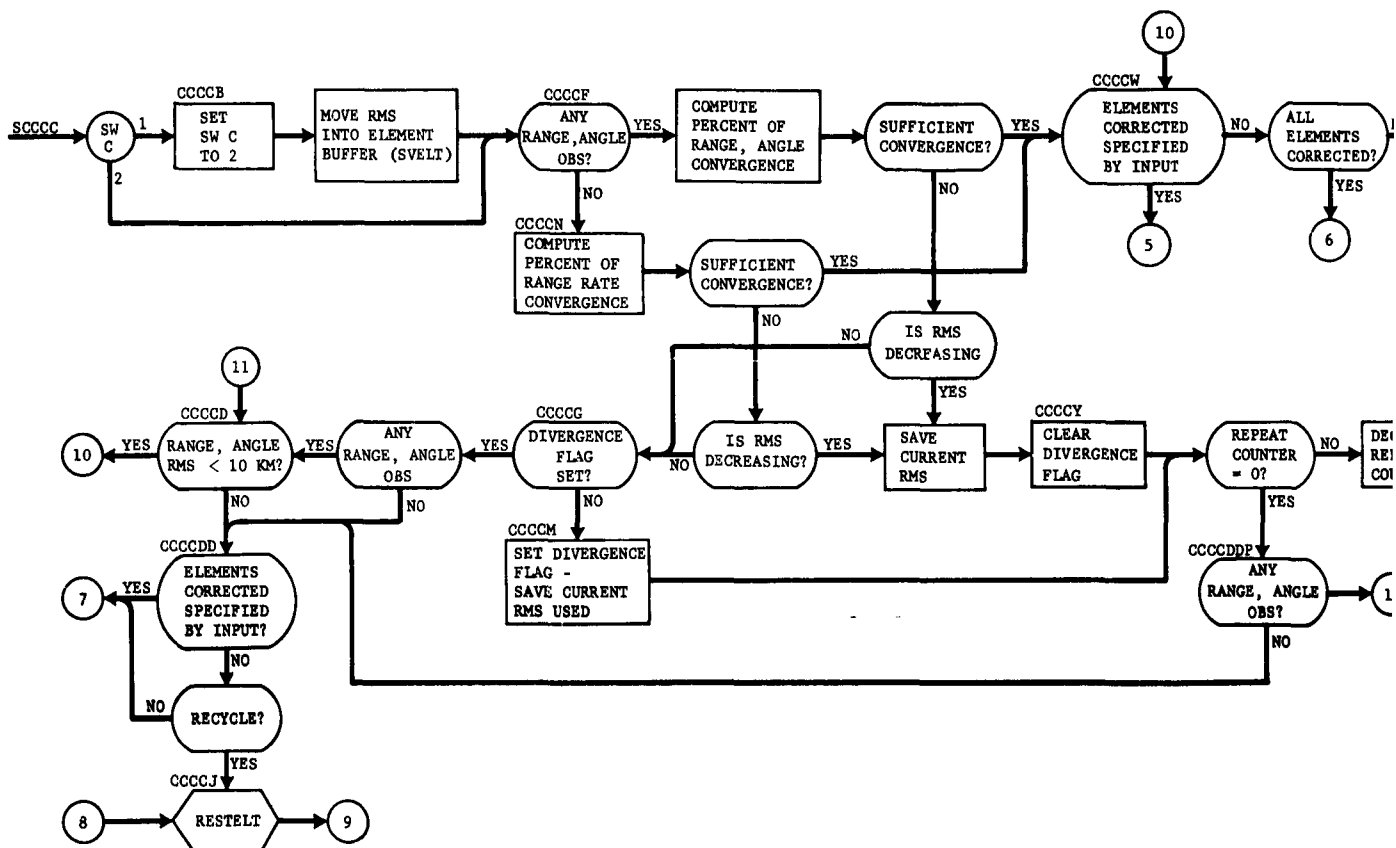 10
SCCCC
SW
C
1
2
CCCCB
SET
SW C
TO 2
MOVE RMS
INTO ELEMENT
BUFFER (SVELT)
CCCCF
ANY
RANGE,ANGLE
OBS?
YES
NO
COMPUTE
PERCENT OF
RANGE, ANGLE
CONVERGENCE
SUFFICIENT
CONVERGENCE?
YES
NO
CCCCW
ELEMENTS
CORRECTED
SPECIFIED
BY INPUT
NO
YES
5
ALL
ELEMENTS
CORRECTED?
YES
6
CCCCN
COMPUTE
PERCENT OF
RANGE RATE
CONVERGENCE
SUFFICIENT
CONVERGENCE?
YES
NO
IS RMS
DECREASING
NO
YES
11
CCCCD
RANGE, ANGLE
RMS < 10 KM?
YES
10
NO
ANY
RANGE, ANGLE
OBS
YES
NO
CCCCG
DIVERGENCE
FLAG
SET?
YES
NO
IS RMS
DECREASING?
NO
YES
SAVE
CURRENT
RMS
CCCCY
CLEAR
DIVERGENCE
FLAG
REPEAT
COUNTER
= 0?
NO
YES
CCCCM
SET DIVERGENCE
FLAG -
SAVE CURRENT
RMS USED
CCCCDDP
ANY
RANGE, ANGLE
OBS?
NO
CCCCDD
ELEMENTS
CORRECTED
SPECIFIED
BY INPUT?
YES
7
NO
RECYCLE?
NO
YES
CCCCJ
8
RESTELT
9